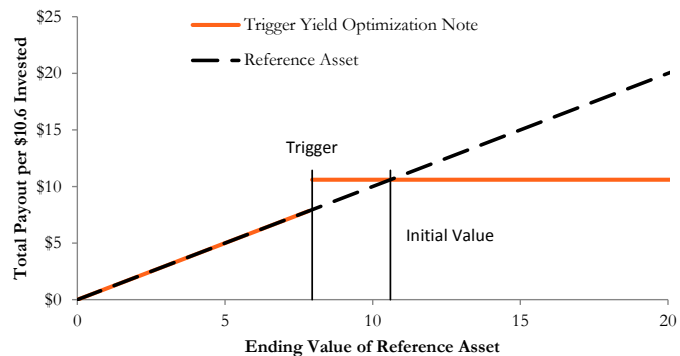 $25
$20
$15
$10
$5
$0
Total Payout per $10.6 Invested
Trigger Yield Optimization Note
Reference Asset
Trigger
Initial Value
0
5
10
15
20
Ending Value of Reference Asset